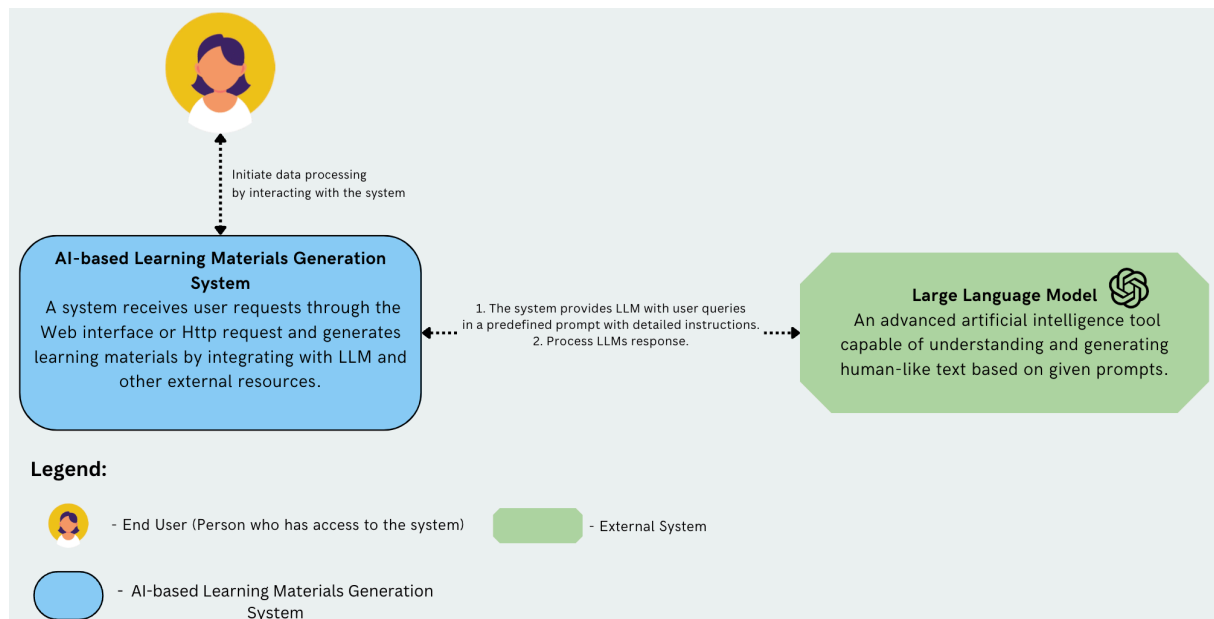 Initiate data processing
by interacting with the system
AI-based Learning Materials Generation
System
A system receives user requests through the
Web interface or Http request and generates
learning materials by integrating with LLM and
other external resources.
1. The system provides LLM with user queries
in a predefined prompt with detailed instructions.
2. Process LLMs response.
Large Language Model
An advanced artificial intelligence tool
capable of understanding and generating
human-like text based on given prompts.
Legend:
- End User (Person who has access to the system)
- External System
- AI-based Learning Materials Generation
System